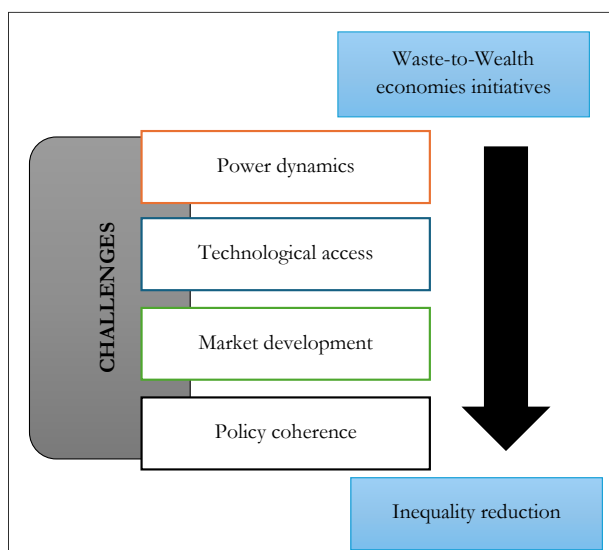 Waste-to-Wealth
economies initiatives
CHALLENGES
Power dynamics
Technological access
Market development
Policy coherence
Inequality reduction